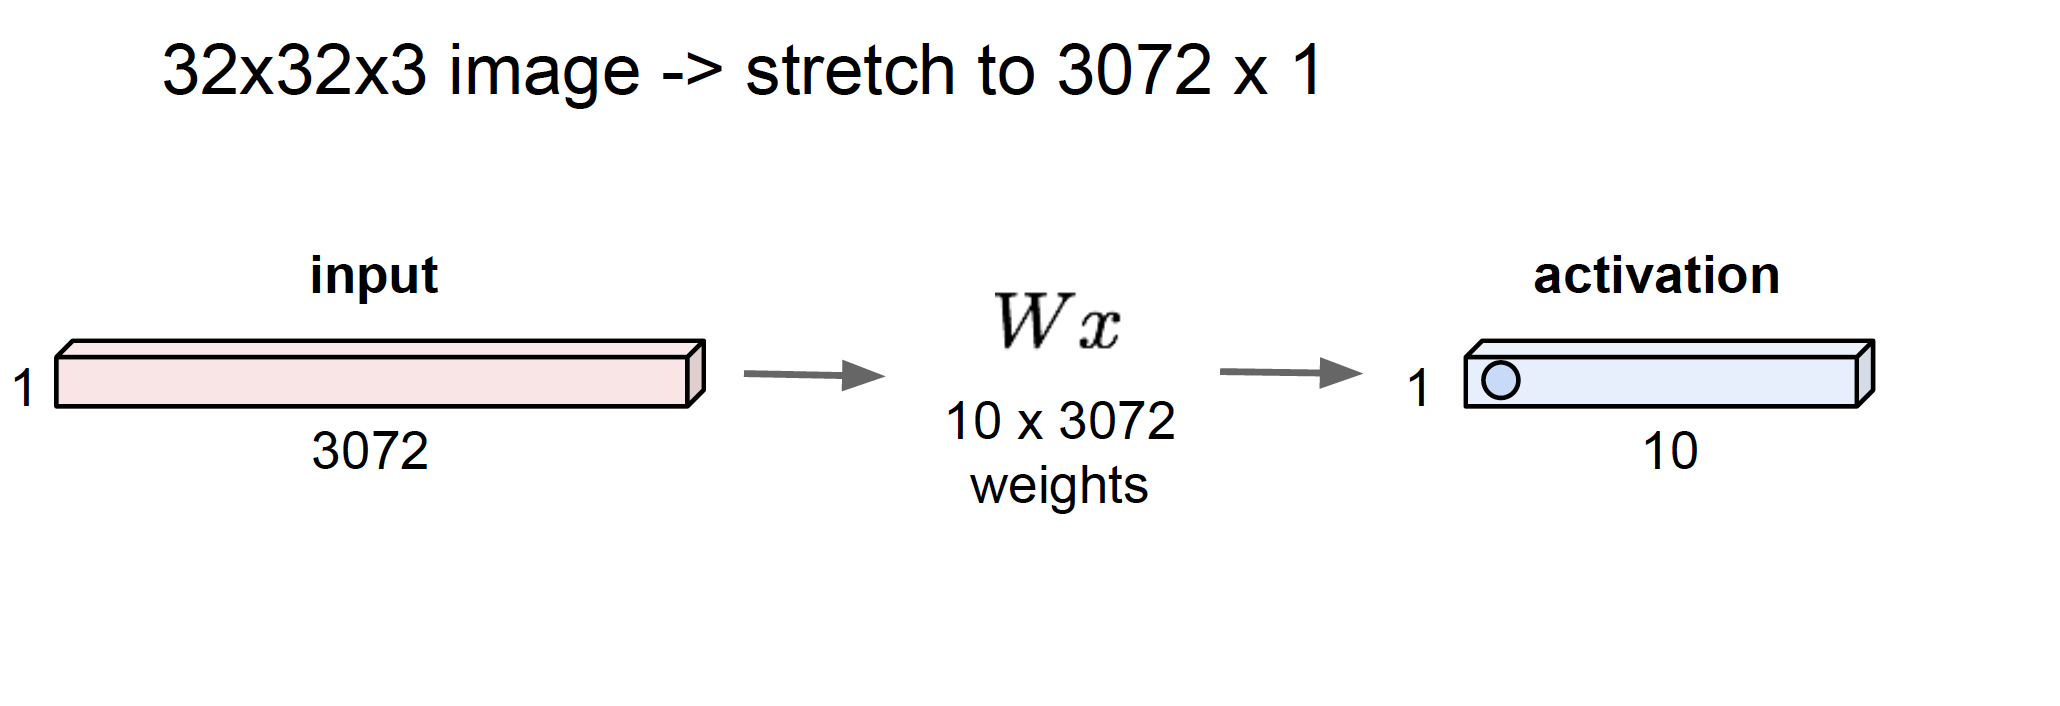 32x32x3 image -> stretch to 3072 x 1
input
1
3072
Wx
10 x 3072
weights
activation
1
10